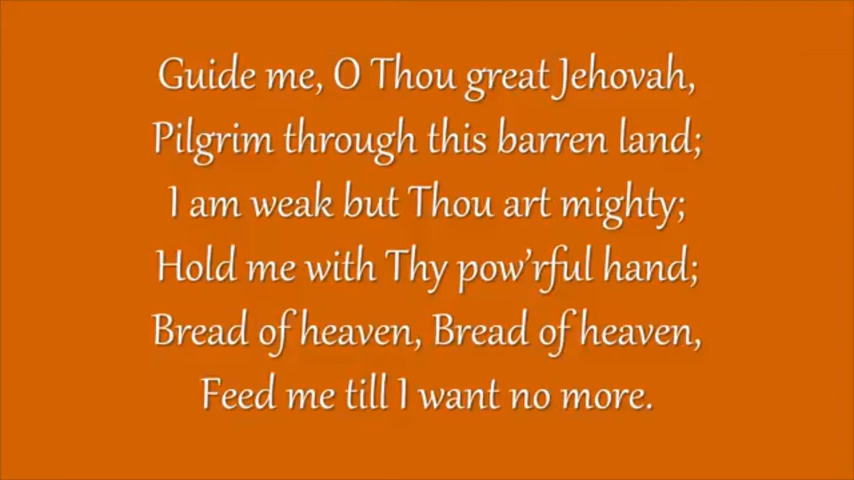 Guide me, O Thou great Jehovah,
Pilgrim through this barren land;
I am weak but Thou art mighty;
Hold me with Thy pow’rful hand;
Bread of heaven, Bread of heaven,
Feed me till I want no more.